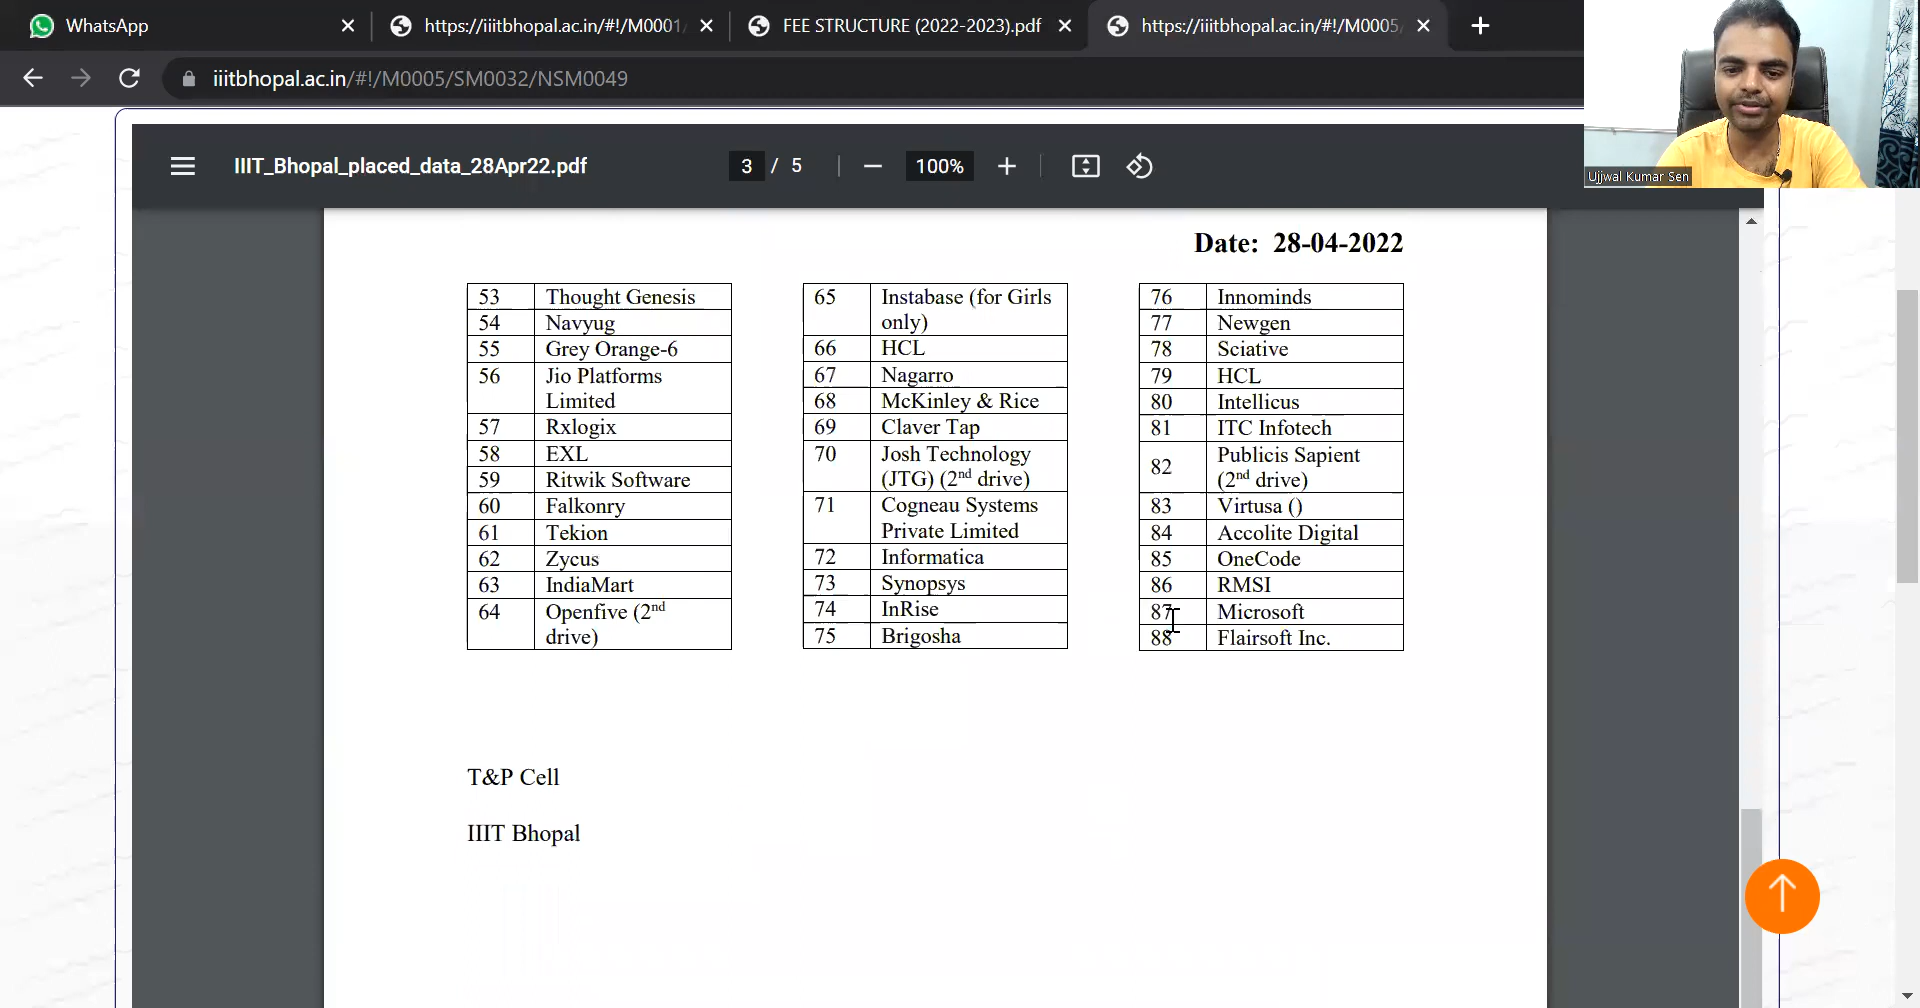 WhatsApp
https://iiitbhopal.ac.in/#!/M0001/
FEE STRUCTURE (2022-2023).pdf
https://iiitbhopal.ac.in/#!/M0005/
iiitbhopal.ac.in/#!/M0005/SM0032/NSM0049
Ujjwal Kumar Sen
IIIT_Bhopal_placed_data_28Apr22.pdf
3 / 5
100%
Date: 28-04-2022
53 Thought Genesis
54 Navyug
55 Grey Orange-6
56 Jio Platforms
Limited
57 Rxlogix
58 EXL
59 Ritwik Software
60 Falkonry
61 Tekion
62 Zycus
63 IndiaMart
64 Openfive (2nd
drive)
65 Instabase (for Girls
only)
66 HCL
67 Nagarro
68 McKinley & Rice
69 Claver Tap
70 Josh Technology
(JTG) (2nd drive)
71 Cogneau Systems
Private Limited
72 Informatica
73 Synopsys
74 InRise
75 Brigosha
76 Innominds
77 Newgen
78 Sciative
79 HCL
80 Intellicus
81 ITC Infotech
82 Publicis Sapient
(2nd drive)
83 Virtusa ()
84 Accolite Digital
85 OneCode
86 RMSI
87 Microsoft
88 Flairsoft Inc.
T&P Cell
IIIT Bhopal